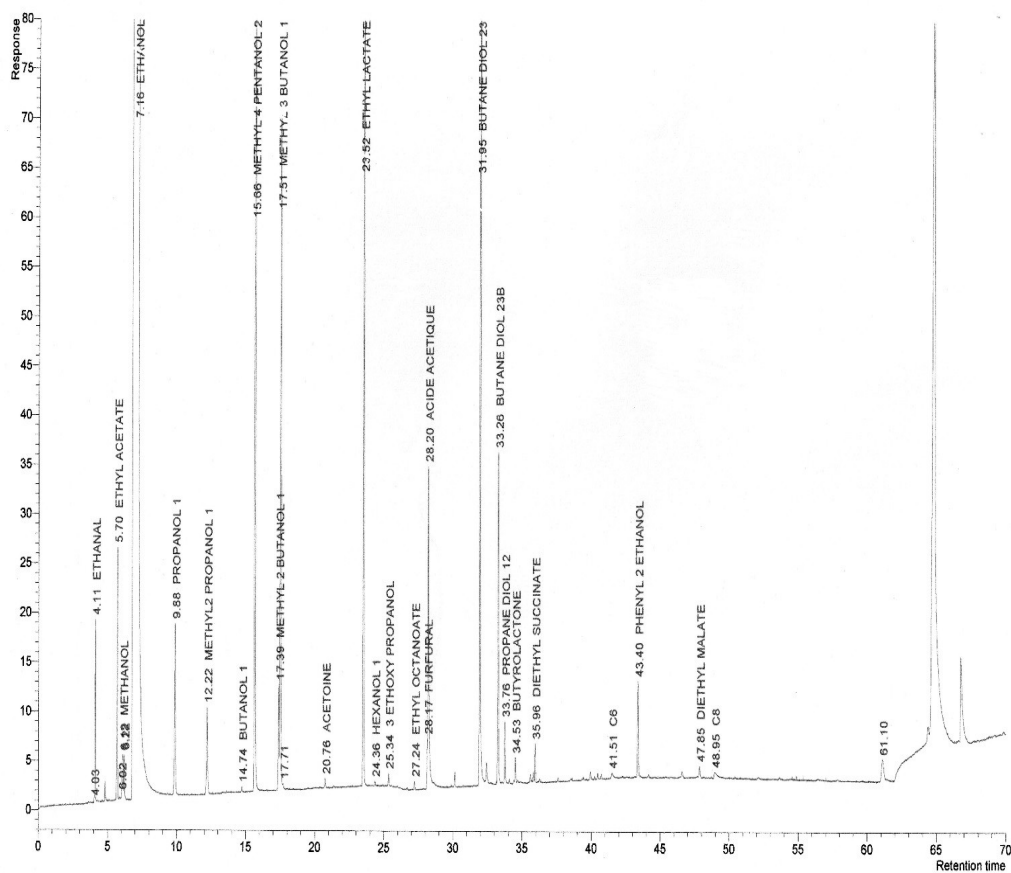 Response
80
75
70
65
60
55
50
45
40
35
30
25
20
15
10
5
0
4.03
4.11 ETHANAL
5.70 ETHYL ACETATE
6.02
METHANOL
7.16 ETHANOL
9.88 PROPANOL 1
12.22 METHYL2 PROPANOL 1
14.74 BUTANOL 1
15.66 METHYL 4 PENTANOL 2
17.39 METHYL 2 BUTANOL 1
17.51 METHYL 3 BUTANOL 1
17.71
20.76 ACETOINE
23.52 ETHYL LACTATE
24.36 HEXANOL 1
25.34 3 ETHOXY PROPANOL
27.24 ETHYL OCTANOATE
28.17 FURFURAL
28.20 ACIDE ACETIQUE
31.95 BUTANE DIOL 23
33.26 BUTANE DIOL 23B
33.76 PROPANE DIOL 12
34.53 BUTYROLACTONE
35.96 DIETHYL SUCCINATE
41.51 C6
43.40 PHENYL 2 ETHANOL
47.85 DIETHYL MALATE
48.95 C8
61.10
0 5 10 15 20 25 30 35 40 45 50 55 60 65 70
Retention time